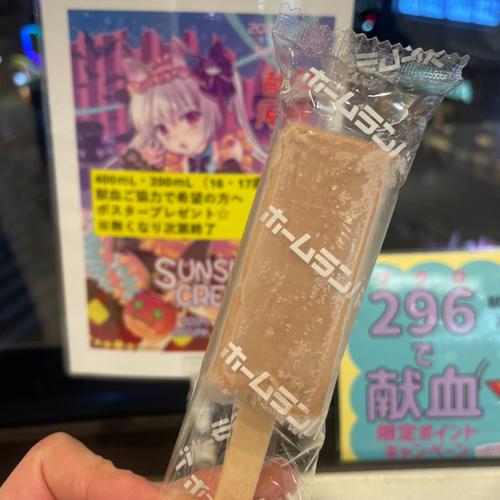 ホームラン
ホームラン
ホームラン
400mL・200mL (16・17
献血ご協力で希望の方へ
ポスタープレゼント☆
※無くなり次第終了
SUNS
CRE
296
で
献血
限定ポイント
キャンペーン